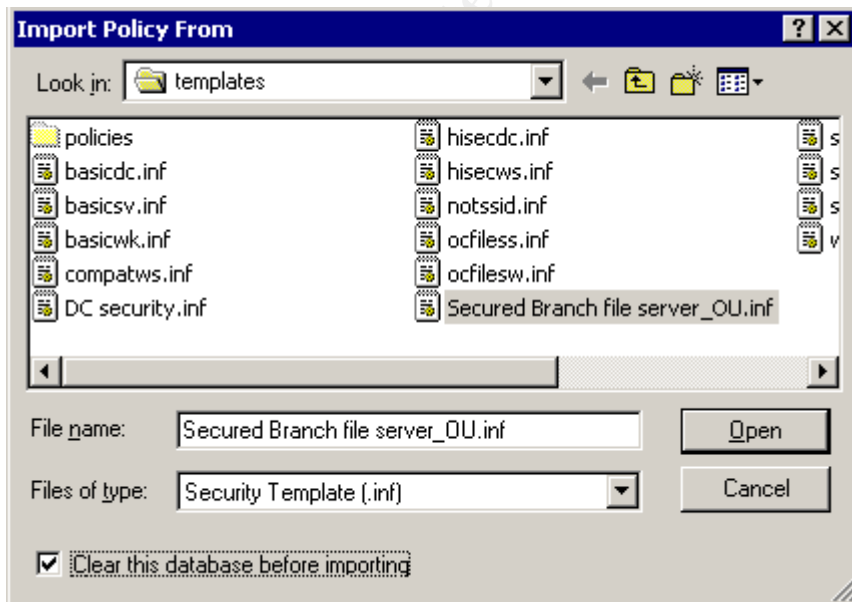 Import Policy From
Look in: templates
policies
basicdc.inf
basicsv.inf
basicwk.inf
compatws.inf
DC security.inf
hisecdc.inf
hisecws.inf
notssid.inf
ocfiless.inf
ocfilesw.inf
Secured Branch file server_OU.inf
s
s
s
File name: Secured Branch file server_OU.inf Open
Files of type: Security Template (.inf) Cancel
Clear this database before importing